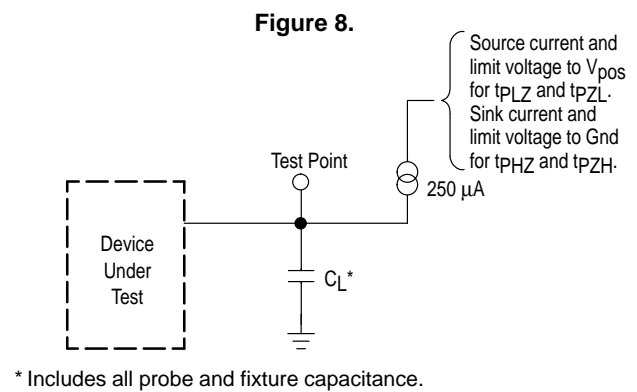 Figure 8.
Source current and
limit voltage to Vpos
for tPLZ and tPZL.
Sink current and
limit voltage to Gnd
for tPHZ and tPZH.
Test Point
250 μA
Device
Under
Test
CL*
* Includes all probe and fixture capacitance.